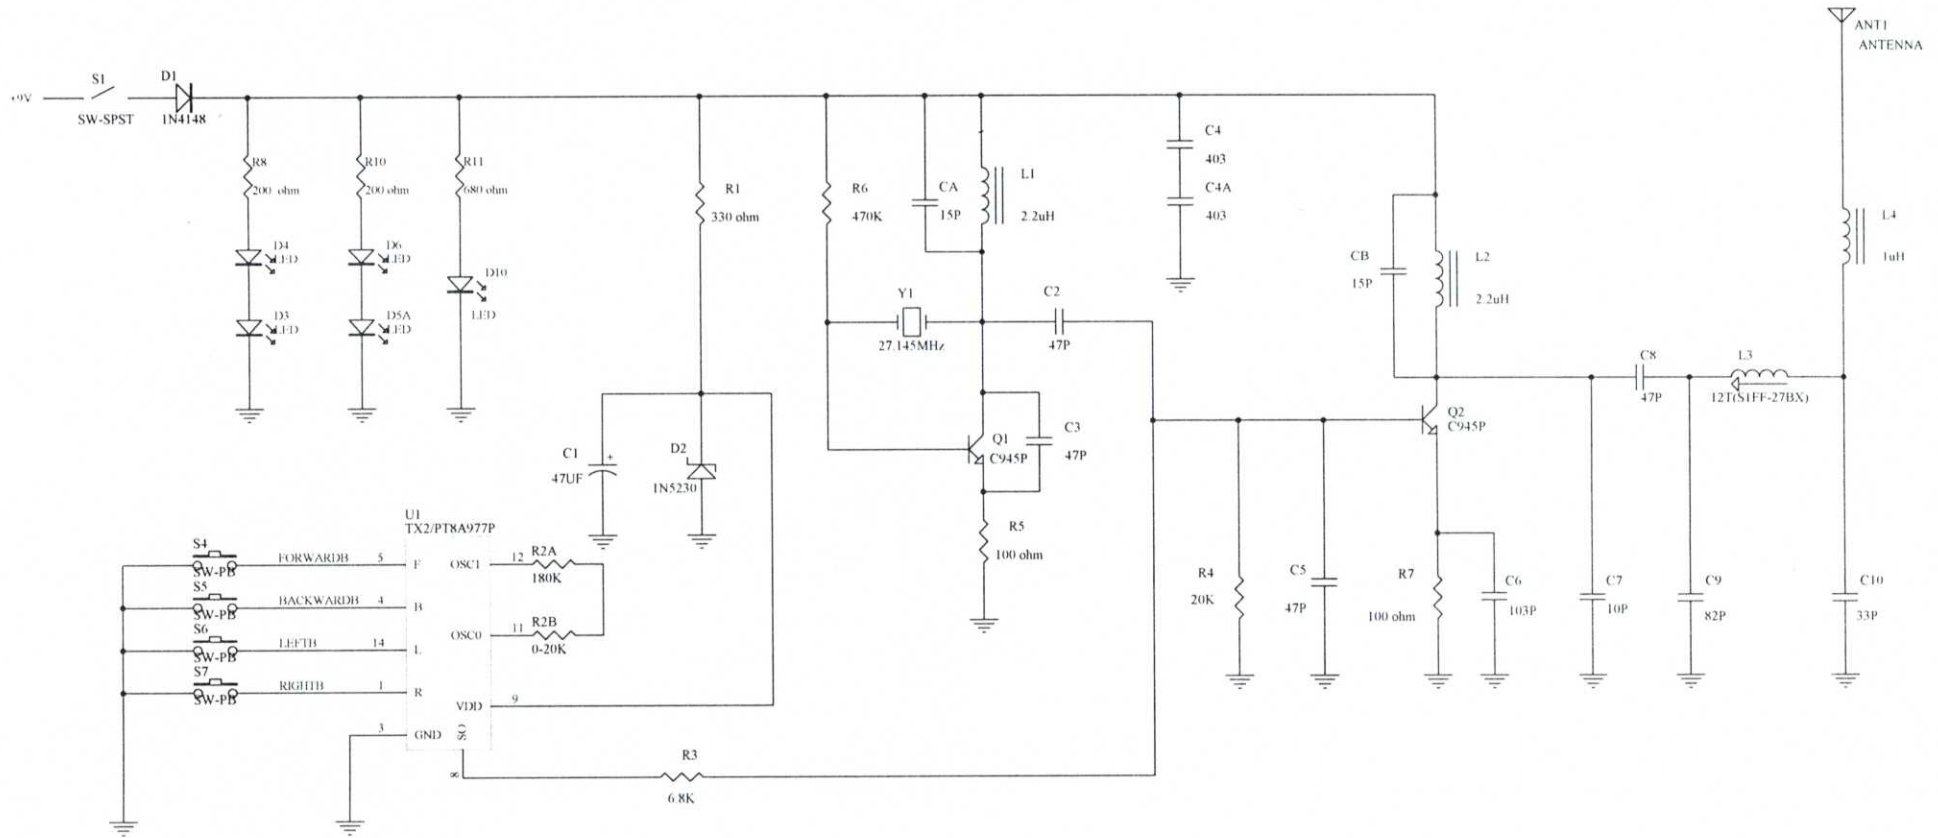 ANT1
ANTENNA
+9V
S1
SW-SPST
D1
1N4148
R8
200 ohm
R10
200 ohm
R11
680 ohm
D4
LED
D3
LED
D6
LED
D5A
LED
D10
LED
R1
330 ohm
R6
470K
CA
15P
L1
2.2uH
C4
403
C4A
403
CB
15P
L2
2.2uH
L4
1uH
Y1
27.145MHz
C2
47P
C8
47P
L3
12T(S1FF-27BX)
C1
+
47UF
D2
1N5230
Q1
C945P
C3
47P
Q2
C945P
R5
100 ohm
R4
20K
C5
47P
R7
100 ohm
C6
103P
C7
10P
C9
82P
C10
33P
U1
TX2/PT8A977P
S4
SW-PB
FORWARDB
5
F
OSC1
12
R2A
180K
S5
SW-PB
BACKWARDB
4
B
S6
SW-PB
LEFTB
14
L
OSC0
11
R2B
0-20K
S7
SW-PB
RIGHTB
1
R
VDD
9
3
GND
SO
8
R3
6.8K